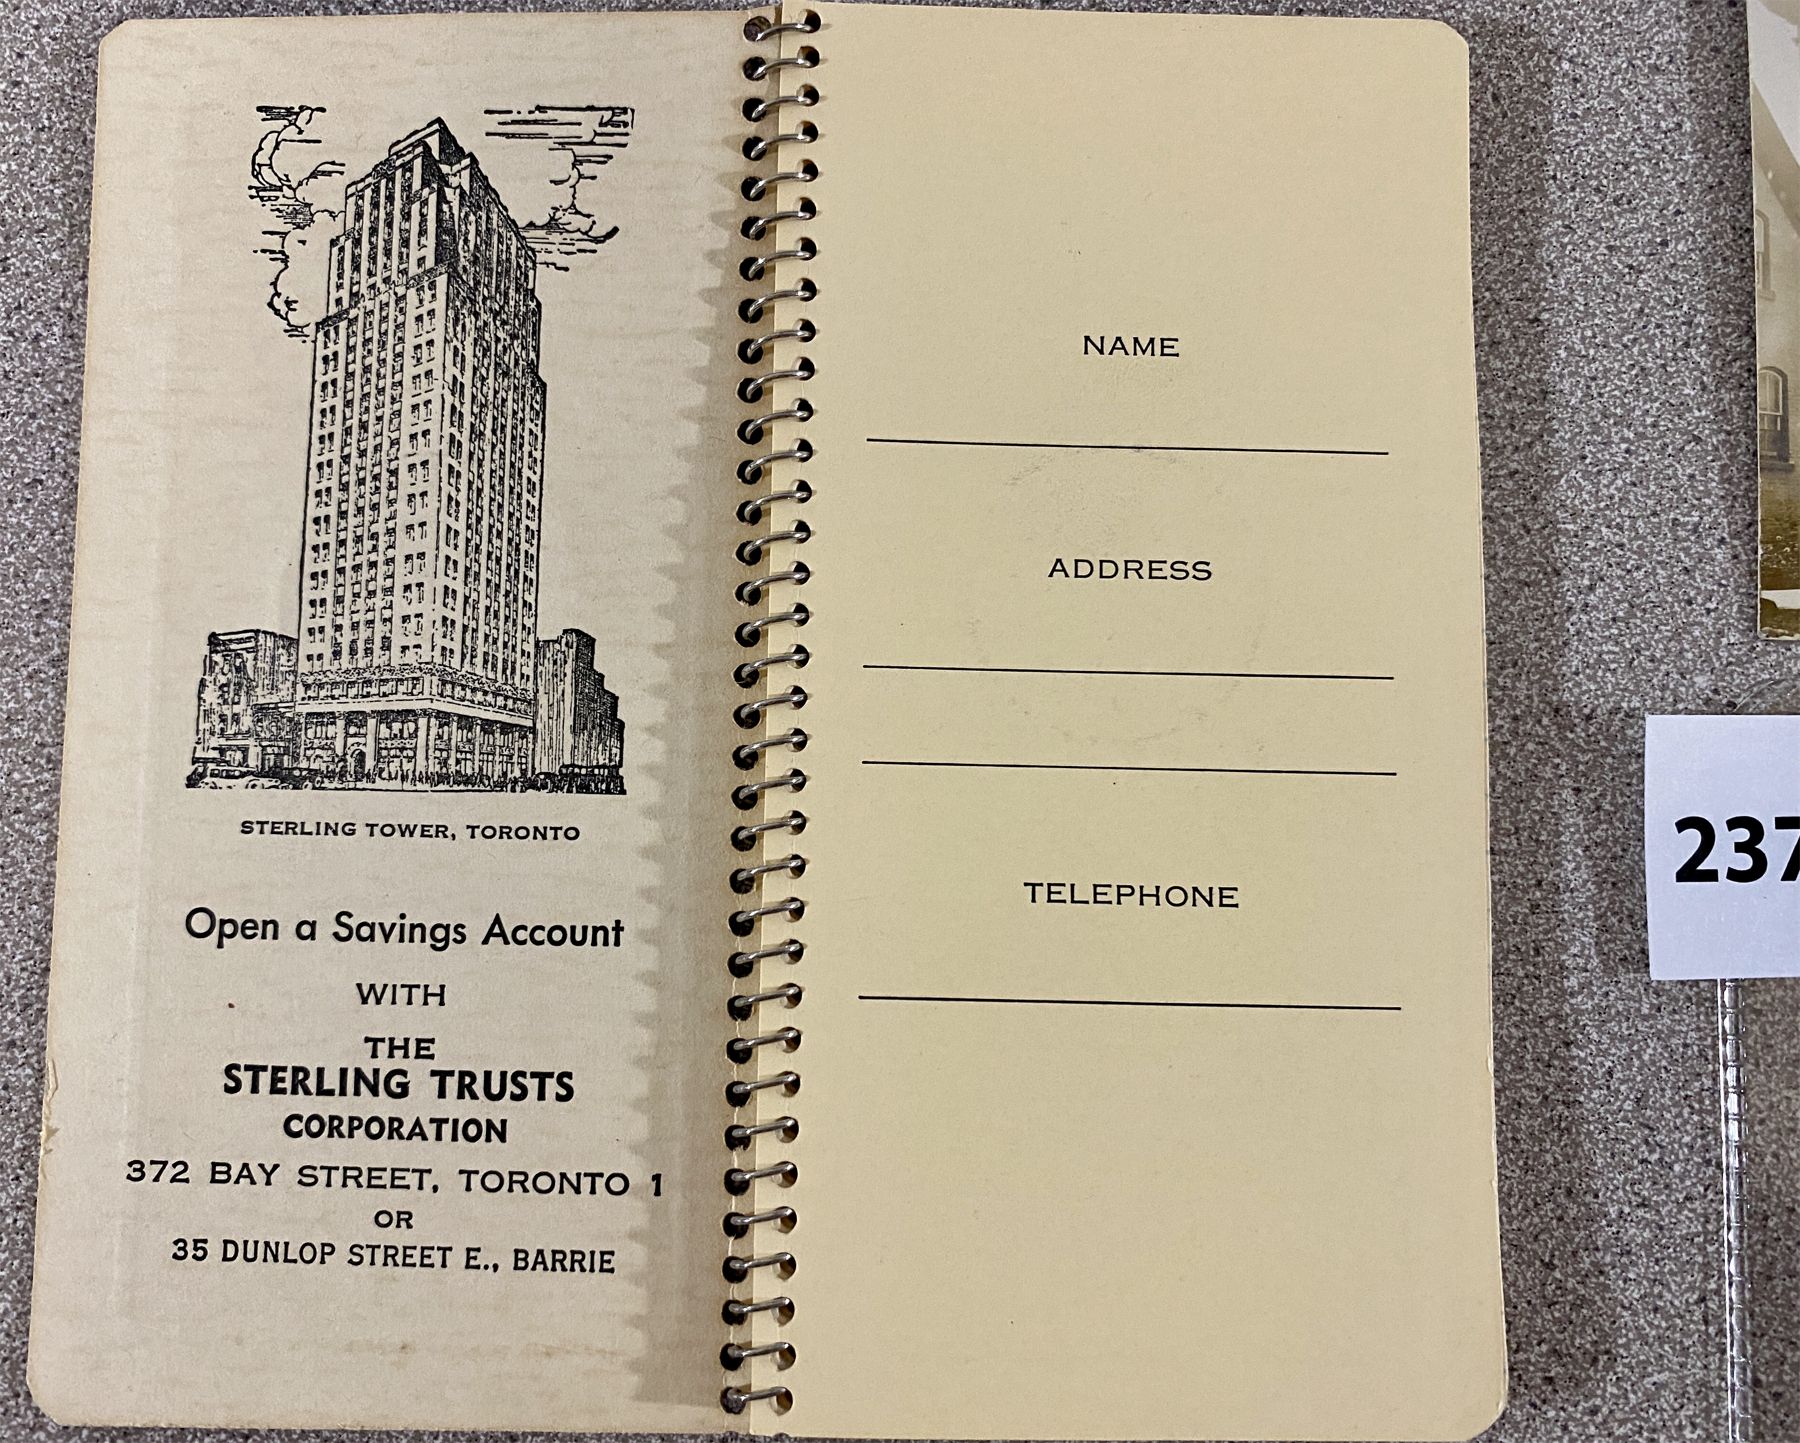 STERLING TOWER, TORONTO
Open a Savings Account
WITH
THE
STERLING TRUSTS
CORPORATION
372 BAY STREET, TORONTO 1
OR
35 DUNLOP STREET E., BARRIE
NAME
ADDRESS
TELEPHONE
237